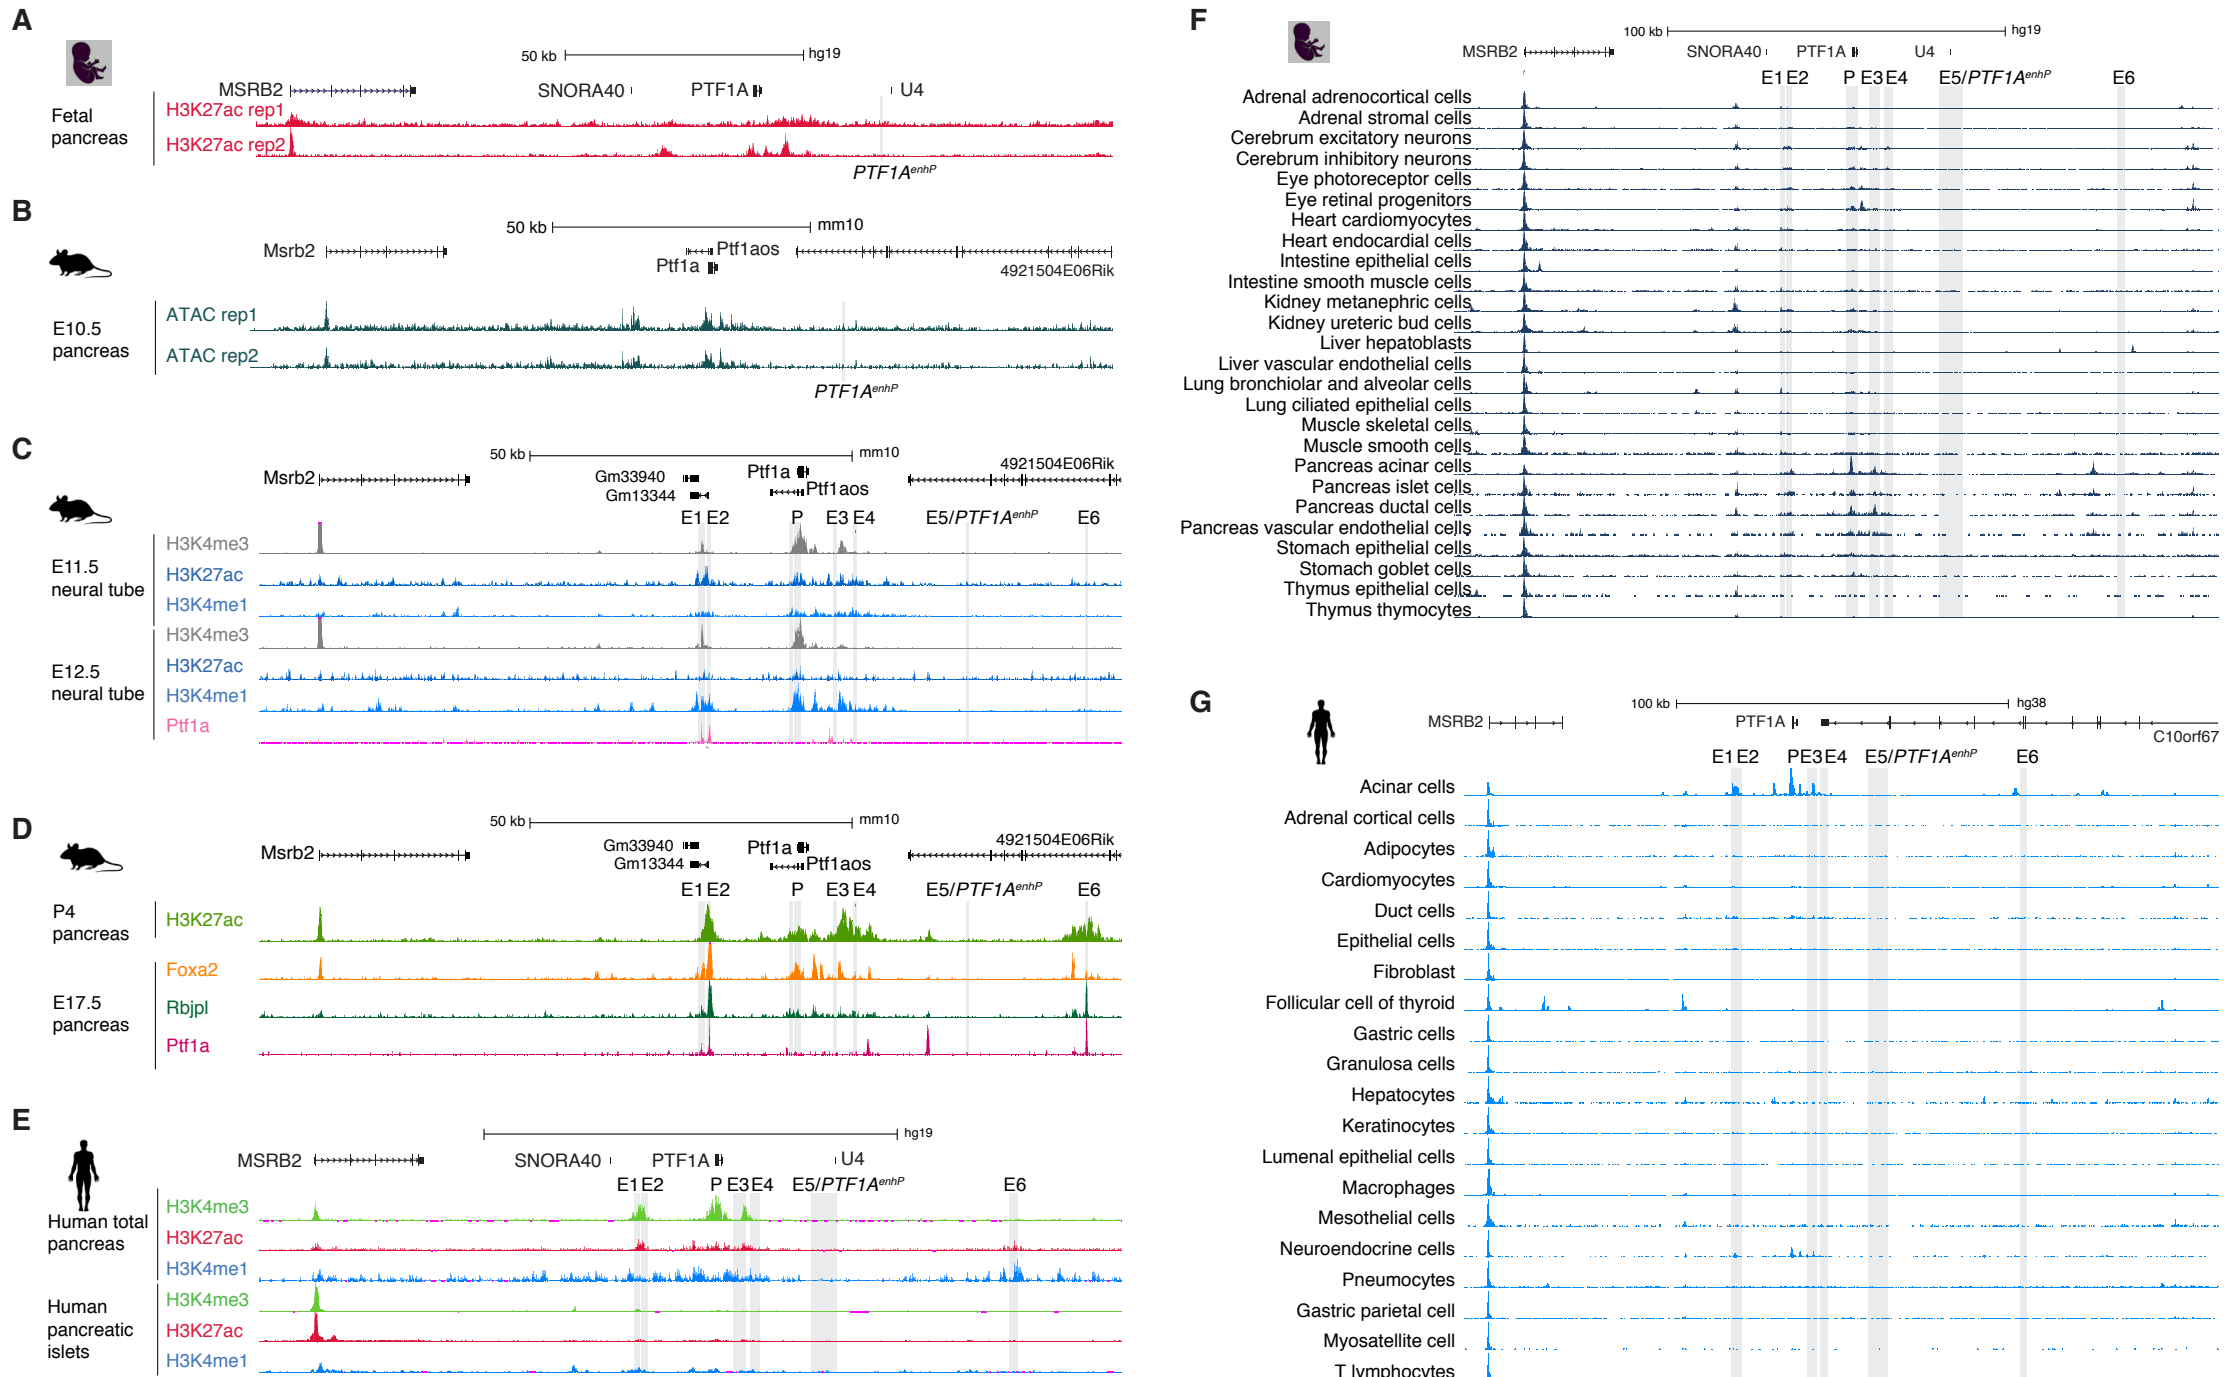 A
50 kb
hg19
MSRB2
SNORA40
PTF1A
U4
Fetal
pancreas
H3K27ac rep1
H3K27ac rep2
PTF1AenhP
B
50 kb
mm10
Msrb2
Ptf1aos
Ptf1a
4921504E06Rik
E10.5
pancreas
ATAC rep1
ATAC rep2
PTF1AenhP
C
50 kb
mm10
Msrb2
Gm33940
Gm13344
Ptf1a
Ptf1aos
4921504E06Rik
E1 E2 P E3 E4 E5/PTF1AenhP E6
E11.5
neural tube
H3K4me3
H3K27ac
H3K4me1
E12.5
neural tube
H3K4me3
H3K27ac
H3K4me1
Ptf1a
D
50 kb
mm10
Msrb2
Gm33940
Gm13344
Ptf1a
Ptf1aos
4921504E06Rik
E1 E2 P E3 E4 E5/PTF1AenhP E6
P4
pancreas
H3K27ac
E17.5
pancreas
Foxa2
Rbjpl
Ptf1a
E
hg19
MSRB2
SNORA40
PTF1A
U4
E1 E2 P E3 E4 E5/PTF1AenhP E6
Human total
pancreas
H3K4me3
H3K27ac
H3K4me1
Human
pancreatic
islets
H3K4me3
H3K27ac
H3K4me1
F
100 kb
hg19
MSRB2
SNORA40
PTF1A
U4
E1 E2 P E3 E4 E5/PTF1AenhP E6
Adrenal adrenocortical cells
Adrenal stromal cells
Cerebrum excitatory neurons
Cerebrum inhibitory neurons
Eye photoreceptor cells
Eye retinal progenitors
Heart cardiomyocytes
Heart endocardial cells
Intestine epithelial cells
Intestine smooth muscle cells
Kidney metanephric cells
Kidney ureteric bud cells
Liver hepatoblasts
Liver vascular endothelial cells
Lung bronchiolar and alveolar cells
Lung ciliated epithelial cells
Muscle skeletal cells
Muscle smooth cells
Pancreas acinar cells
Pancreas islet cells
Pancreas ductal cells
Pancreas vascular endothelial cells
Stomach epithelial cells
Stomach goblet cells
Thymus epithelial cells
Thymus thymocytes
G
100 kb
hg38
MSRB2
PTF1A
C10orf67
E1 E2 PE3 E4 E5/PTF1AenhP E6
Acinar cells
Adrenal cortical cells
Adipocytes
Cardiomyocytes
Duct cells
Epithelial cells
Fibroblast
Follicular cell of thyroid
Gastric cells
Granulosa cells
Hepatocytes
Keratinocytes
Lumenal epithelial cells
Macrophages
Mesothelial cells
Neuroendocrine cells
Pneumocytes
Gastric parietal cell
Myosatellite cell
T lymphocytes